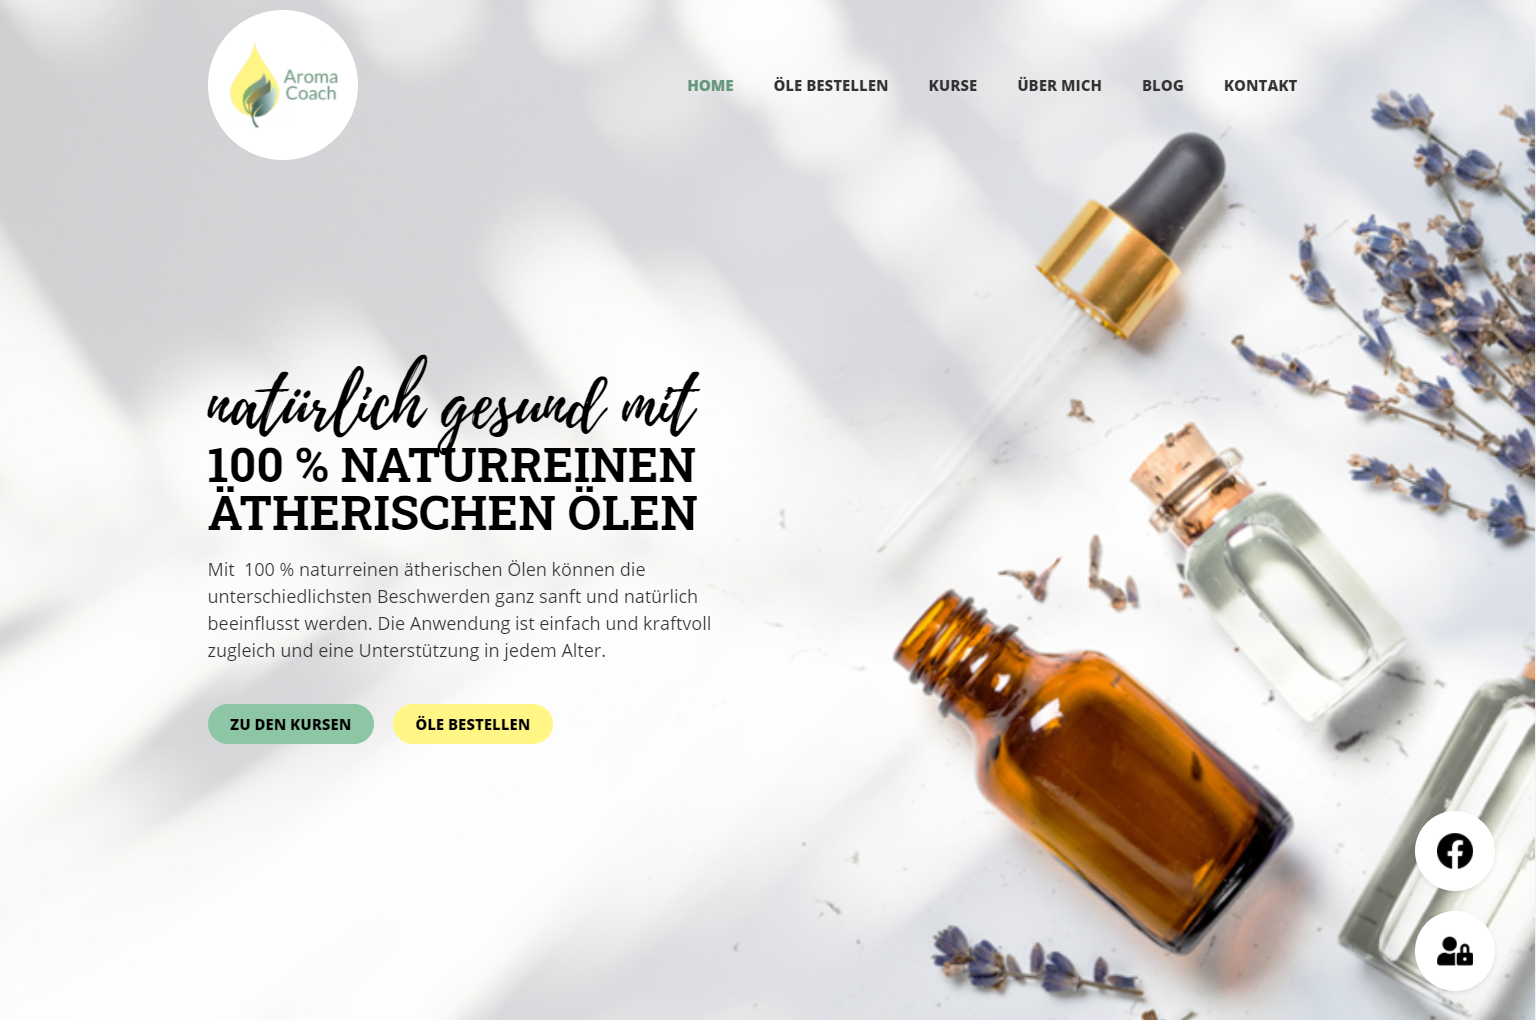 Aroma
Coach
HOME ÖLE BESTELLEN KURSE ÜBER MICH BLOG KONTAKT
natürlich gesund mit
100 % NATURREINEN
ÄTHERISCHEN ÖLEN
Mit 100 % naturreinen ätherischen Ölen können die
unterschiedlichsten Beschwerden ganz sanft und natürlich
beeinflusst werden. Die Anwendung ist einfach und kraftvoll
zugleich und eine Unterstützung in jedem Alter.
ZU DEN KURSEN ÖLE BESTELLEN